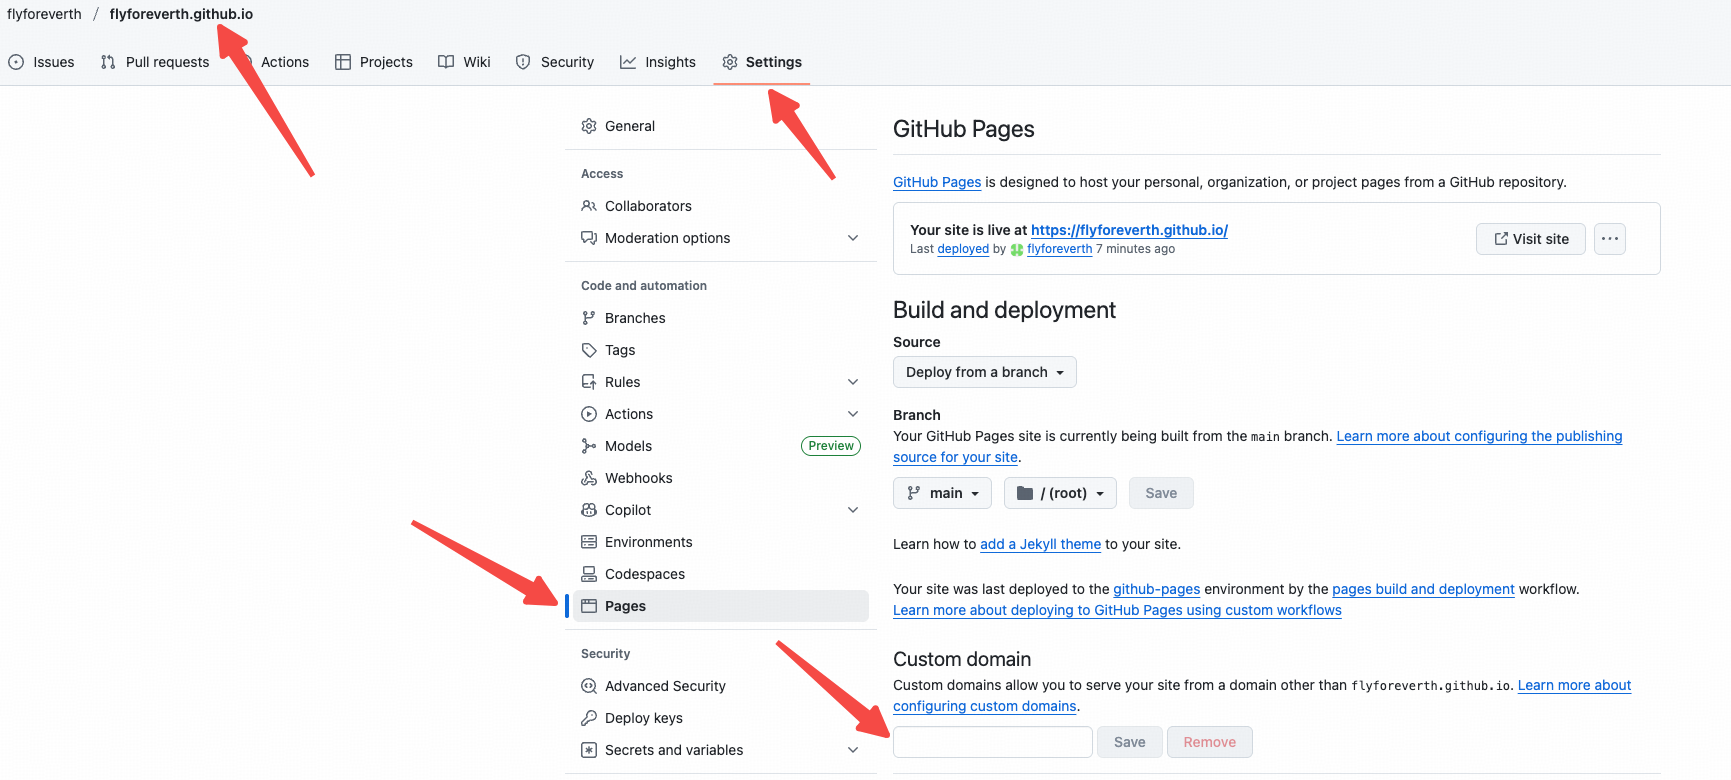 flyforeverth / flyforeverth.github.io
Issues Pull requests Actions Projects Wiki Security Insights Settings
General
Access
Collaborators
Moderation options
Code and automation
Branches
Tags
Rules
Actions
Models Preview
Webhooks
Copilot
Environments
Codespaces
Pages
Security
Advanced Security
Deploy keys
Secrets and variables
GitHub Pages
GitHub Pages is designed to host your personal, organization, or project pages from a GitHub repository.
Your site is live at https://flyforeverth.github.io/
Last deployed by flyforeverth 7 minutes ago
Visit site
Build and deployment
Source
Deploy from a branch
Branch
Your GitHub Pages site is currently being built from the main branch. Learn more about configuring the publishing
source for your site.
main / (root) Save
Learn how to add a Jekyll theme to your site.
Your site was last deployed to the github-pages environment by the pages build and deployment workflow.
Learn more about deploying to GitHub Pages using custom workflows
Custom domain
Custom domains allow you to serve your site from a domain other than flyforeverth.github.io. Learn more about
configuring custom domains.
Save Remove